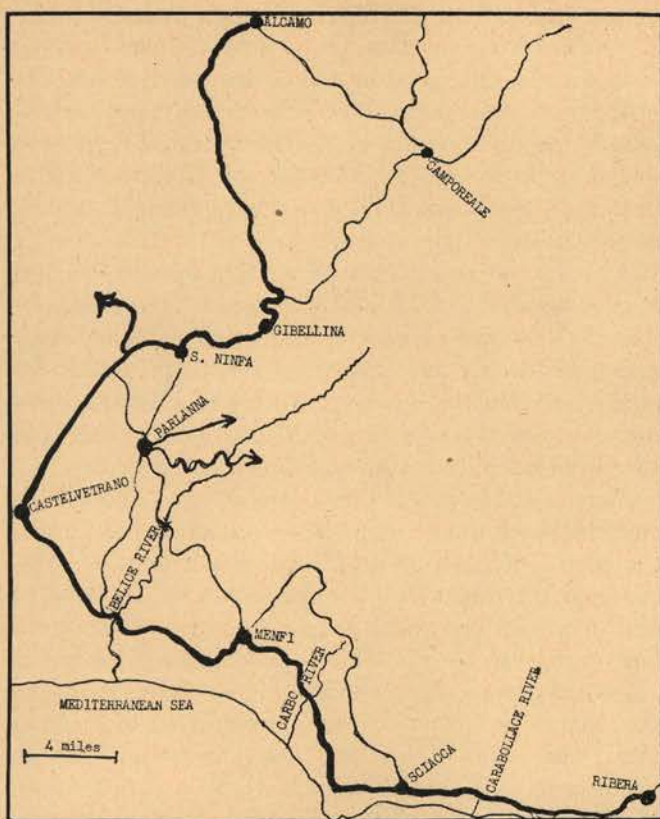 ALCAMO
CAMPOREALE
GIBELLINA
S. NINFA
PARLANNA
CASTELVETRANO
BELICE RIVER
MENFI
CARBO RIVER
MEDITERRANEAN SEA
4 miles
SCIACCA
CARABOLLACE RIVER
RIBERA